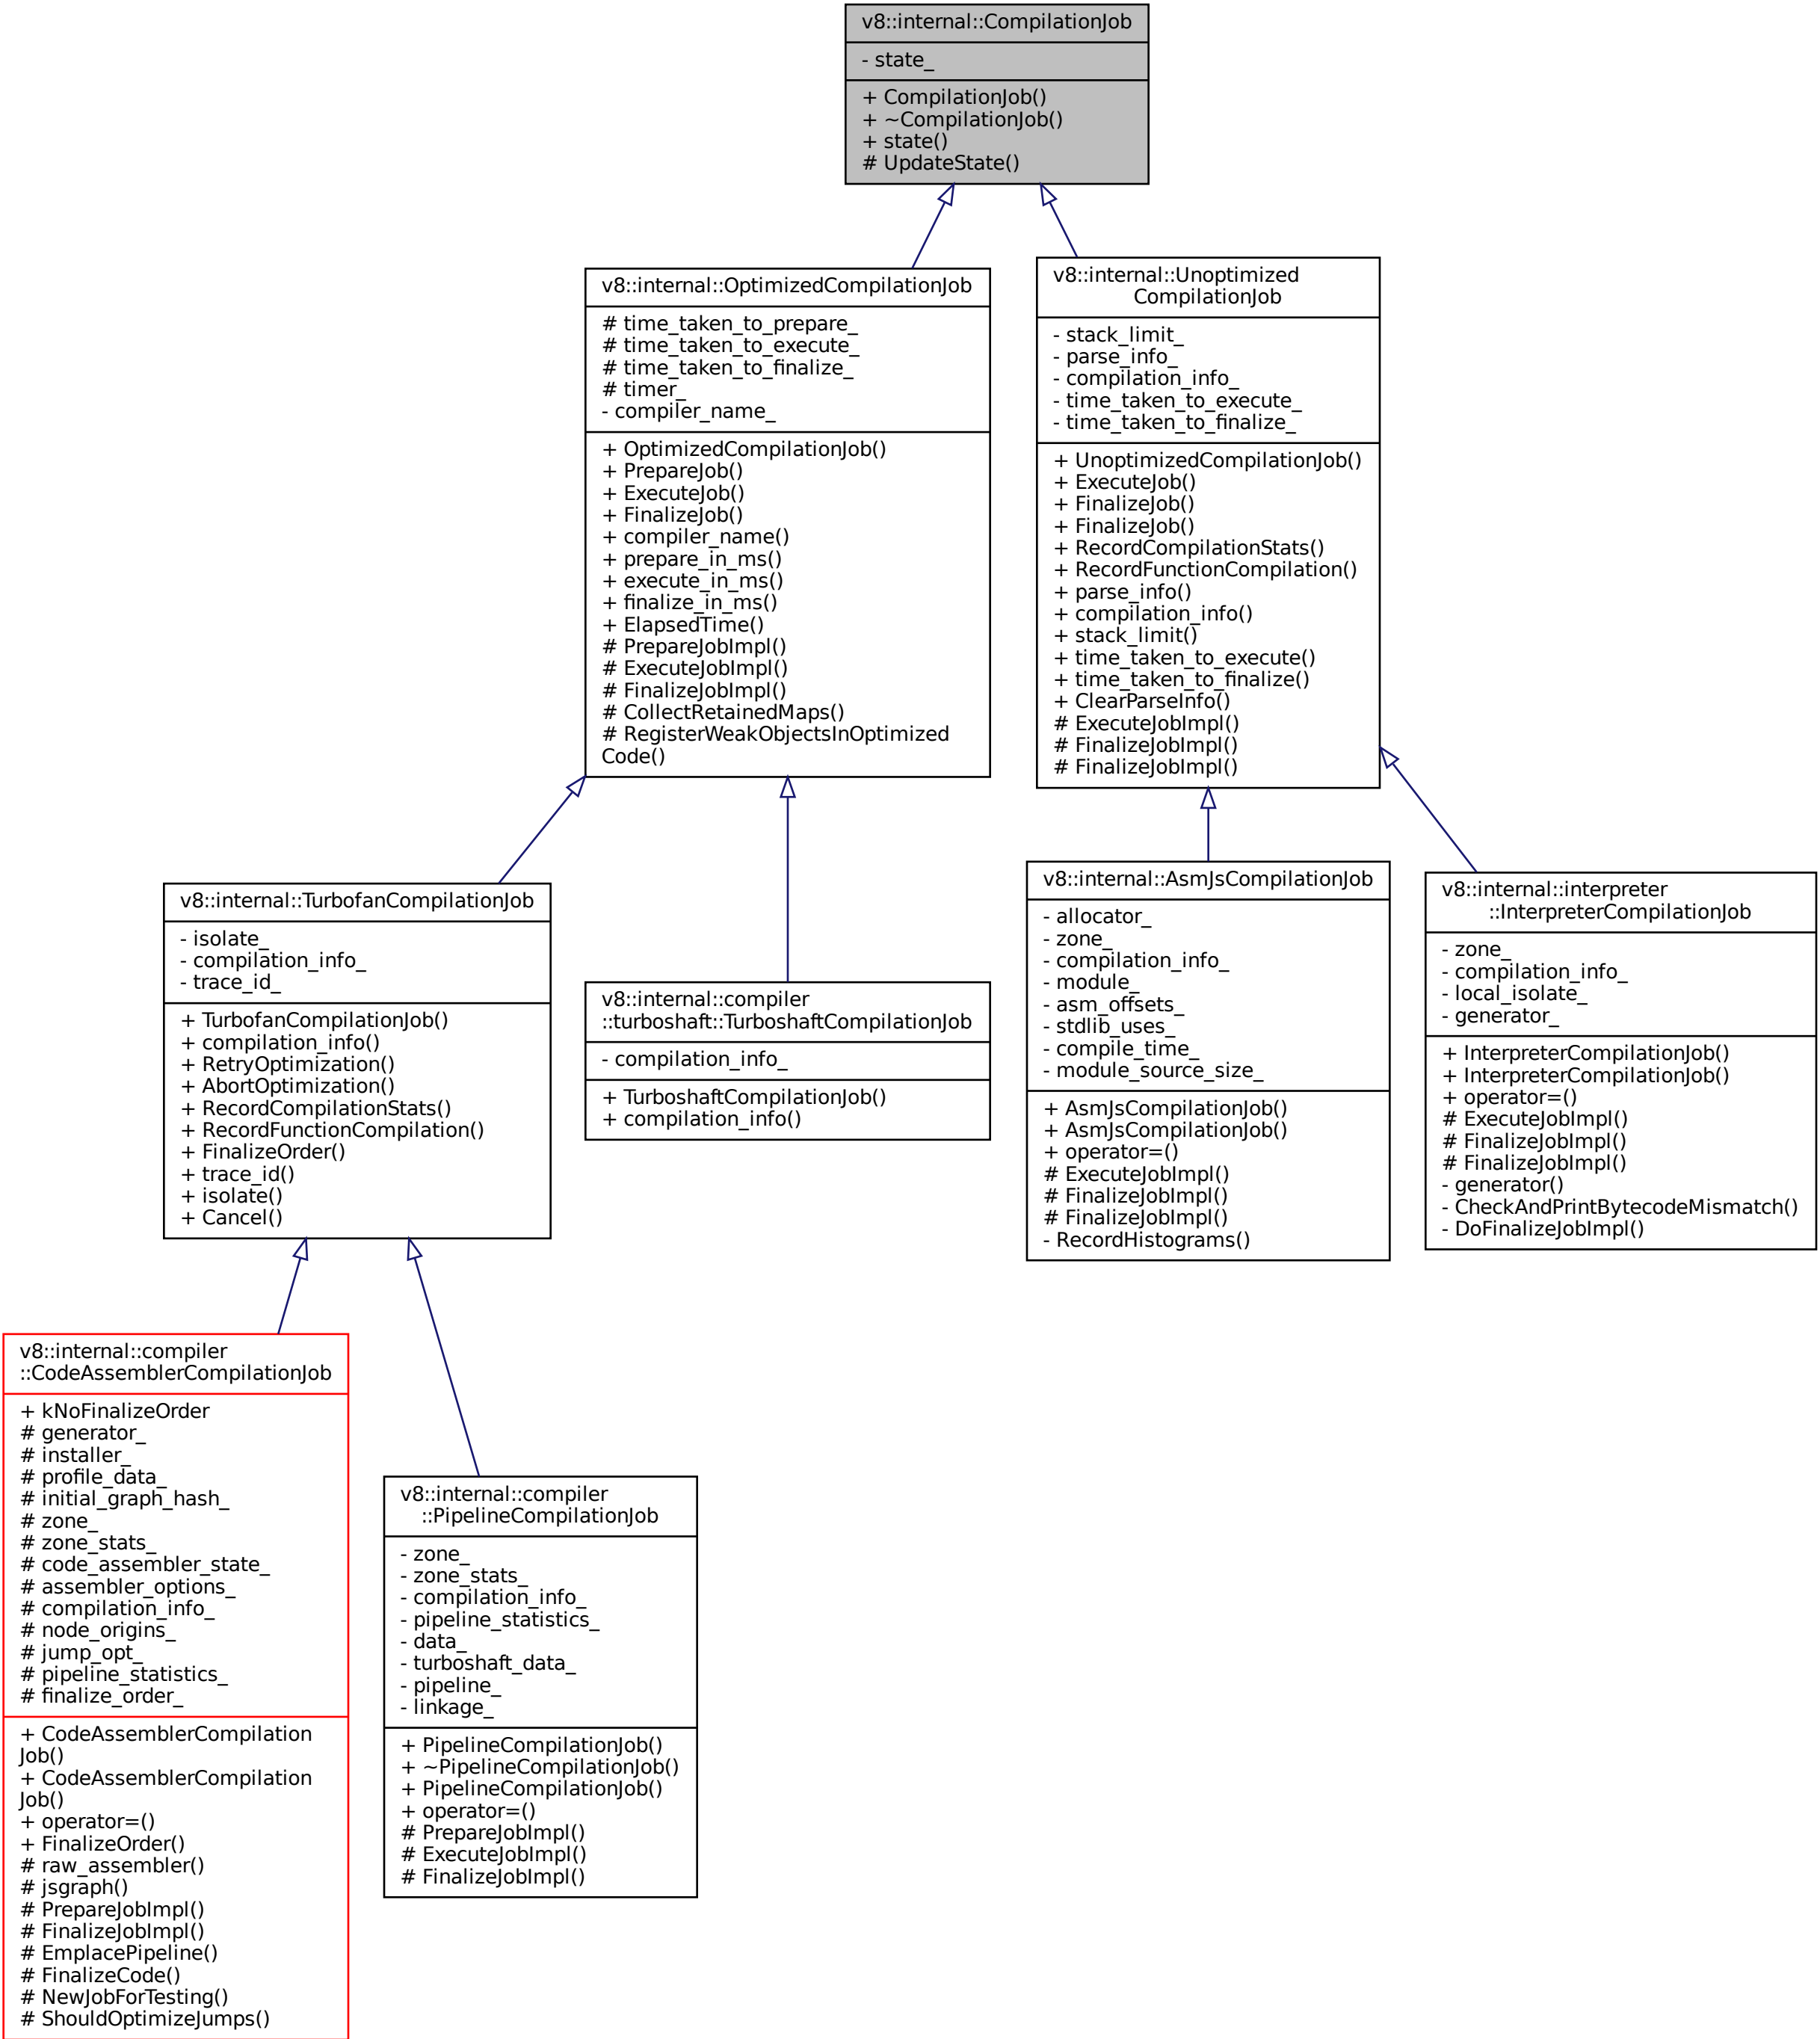 v8::internal::CompilationJob
- state_
+ CompilationJob()
+ ~CompilationJob()
+ state()
# UpdateState()
v8::internal::OptimizedCompilationJob
# time_taken_to_prepare_
# time_taken_to_execute_
# time_taken_to_finalize_
# timer_
- compiler_name_
+ OptimizedCompilationJob()
+ PrepareJob()
+ ExecuteJob()
+ FinalizeJob()
+ compiler_name()
+ prepare_in_ms()
+ execute_in_ms()
+ finalize_in_ms()
+ ElapsedTime()
# PrepareJobImpl()
# ExecuteJobImpl()
# FinalizeJobImpl()
# CollectRetainedMaps()
# RegisterWeakObjectsInOptimized
Code()
v8::internal::Unoptimized
CompilationJob
- stack_limit_
- parse_info_
- compilation_info_
- time_taken_to_execute_
- time_taken_to_finalize_
+ UnoptimizedCompilationJob()
+ ExecuteJob()
+ FinalizeJob()
+ FinalizeJob()
+ RecordCompilationStats()
+ RecordFunctionCompilation()
+ parse_info()
+ compilation_info()
+ stack_limit()
+ time_taken_to_execute()
+ time_taken_to_finalize()
+ ClearParseInfo()
# ExecuteJobImpl()
# FinalizeJobImpl()
# FinalizeJobImpl()
v8::internal::TurbofanCompilationJob
- isolate_
- compilation_info_
- trace_id_
+ TurbofanCompilationJob()
+ compilation_info()
+ RetryOptimization()
+ AbortOptimization()
+ RecordCompilationStats()
+ RecordFunctionCompilation()
+ FinalizeOrder()
+ trace_id()
+ isolate()
+ Cancel()
v8::internal::compiler
::turboshaft::TurboshaftCompilationJob
- compilation_info_
+ TurboshaftCompilationJob()
+ compilation_info()
v8::internal::AsmJsCompilationJob
- allocator_
- zone_
- compilation_info_
- module_
- asm_offsets_
- stdlib_uses_
- compile_time_
- module_source_size_
+ AsmJsCompilationJob()
+ AsmJsCompilationJob()
+ operator=()
# ExecuteJobImpl()
# FinalizeJobImpl()
# FinalizeJobImpl()
- RecordHistograms()
v8::internal::interpreter
::InterpreterCompilationJob
- zone_
- compilation_info_
- local_isolate_
- generator_
+ InterpreterCompilationJob()
+ InterpreterCompilationJob()
+ operator=()
# ExecuteJobImpl()
# FinalizeJobImpl()
# FinalizeJobImpl()
- generator()
- CheckAndPrintBytecodeMismatch()
- DoFinalizeJobImpl()
v8::internal::compiler
::CodeAssemblerCompilationJob
+ kNoFinalizeOrder
# generator_
# installer_
# profile_data_
# initial_graph_hash_
# zone_
# zone_stats_
# code_assembler_state_
# assembler_options_
# compilation_info_
# node_origins_
# jump_opt_
# pipeline_statistics_
# finalize_order_
+ CodeAssemblerCompilation
Job()
+ CodeAssemblerCompilation
Job()
+ operator=()
+ FinalizeOrder()
# raw_assembler()
# jsgraph()
# PrepareJobImpl()
# FinalizeJobImpl()
# EmplacePipeline()
# FinalizeCode()
# NewJobForTesting()
# ShouldOptimizeJumps()
v8::internal::compiler
::PipelineCompilationJob
- zone_
- zone_stats_
- compilation_info_
- pipeline_statistics_
- data_
- turboshaft_data_
- pipeline_
- linkage_
+ PipelineCompilationJob()
+ ~PipelineCompilationJob()
+ PipelineCompilationJob()
+ operator=()
# PrepareJobImpl()
# ExecuteJobImpl()
# FinalizeJobImpl()